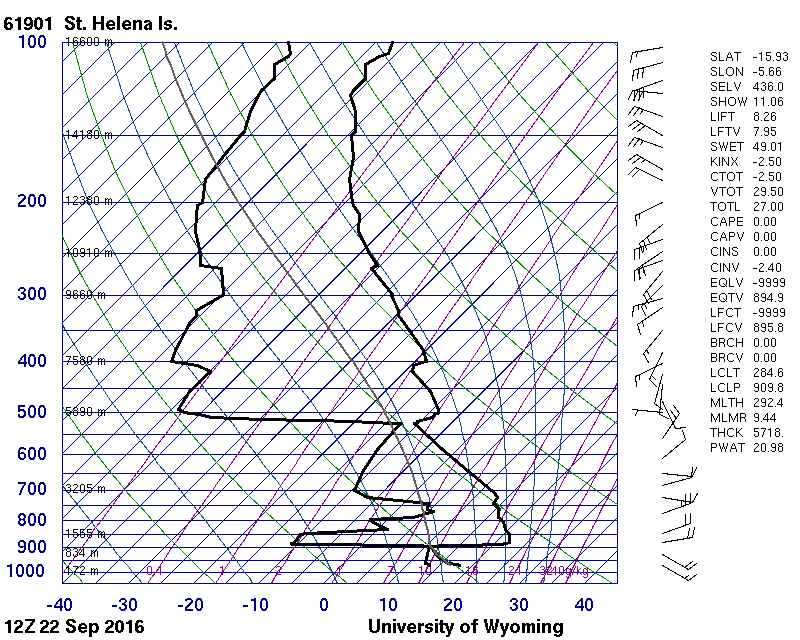 61901 St. Helena Is.
100
16600 m
14180 m
200
12380 m
10910 m
300
9660 m
400
7580 m
500
5890 m
600
700
3205 m
800
1565 m
900
834 m
1000
172 m
0.4
1
2
4
7
10
16
24
32
40g/kg
-40
-30
-20
-10
0
10
20
30
40
12Z 22 Sep 2016
University of Wyoming
SLAT -15.93
SLON -5.66
SELV 436.0
SHOW 11.06
LIFT 8.26
LFTV 7.95
SWET 49.01
KINX -2.50
CTOT -2.50
VTOT 29.50
TOTL 27.00
CAPE 0.00
CAPV 0.00
CINS 0.00
CINV -2.40
EQLV -9999
EQTV 894.9
LFCT -9999
LFCV 895.8
BRCH 0.00
BRCV 0.00
LCLT 284.6
LCLP 909.8
MLTH 292.4
MLMR 9.44
THCK 5718.
PWAT 20.98